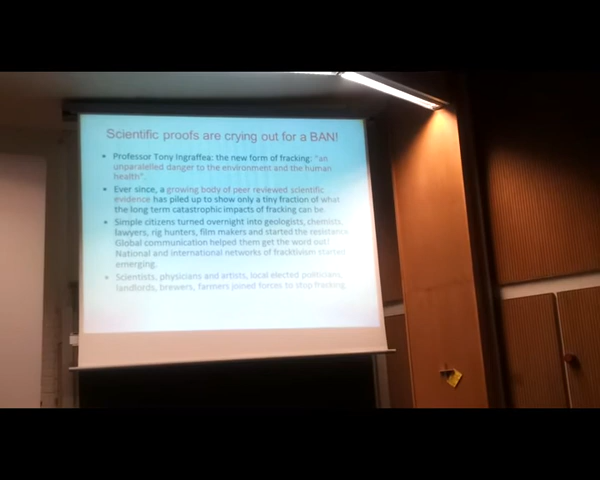 Scientific proofs are crying out for a BAN!
• Professor Tony Ingraffea: the new form of fracking: "an
unparalelled danger to the environment and the human
health".
• Ever since, a growing body of peer reviewed scientific
evidence has piled up to show only a tiny fraction of what
the long term catastrophic impacts of fracking can be.
• Simple citizens turned overnight into geologists, chemists,
lawyers, rig hunters, film makers and started the resistance.
Global communication helped them get the word out!
National and international networks of fracktivism started
emerging.
• Scientists, physicians and artists, local elected politicians,
landlords, brewers, farmers joined forces to stop fracking.